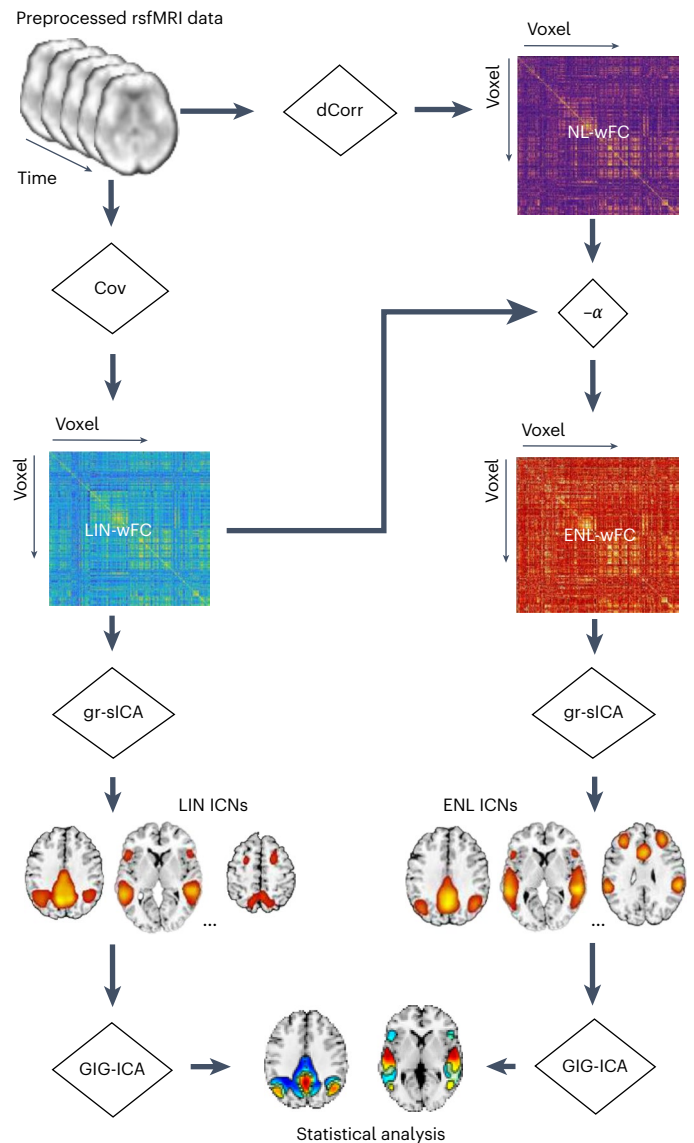 Preprocessed rsfMRI data
Time
dCorr
Voxel
Voxel
NL-wFC
Cov
−α
Voxel
Voxel
LIN-wFC
Voxel
Voxel
ENL-wFC
gr-sICA
gr-sICA
LIN ICNs
ENL ICNs
...
...
GIG-ICA
GIG-ICA
Statistical analysis